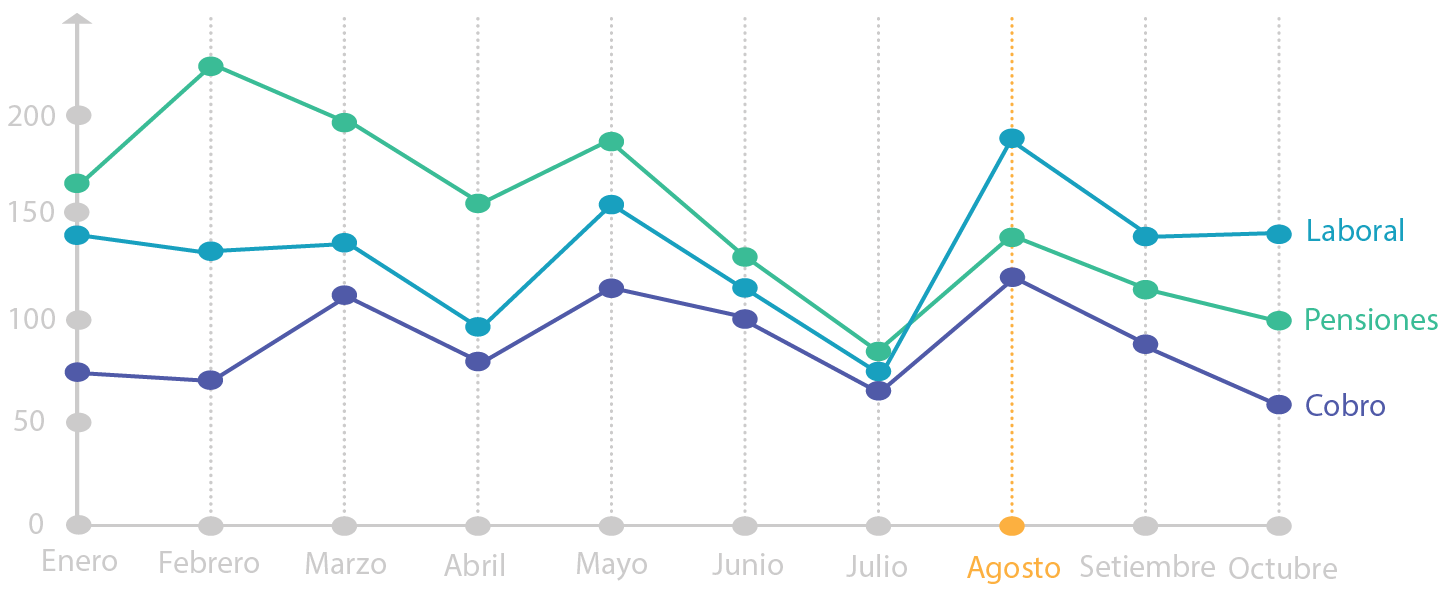 200
150
Laboral
100
Pensiones
Cobro
50
0
Enero Febrero Marzo Abril Mayo Junio Julio Agosto Setiembre Octubre